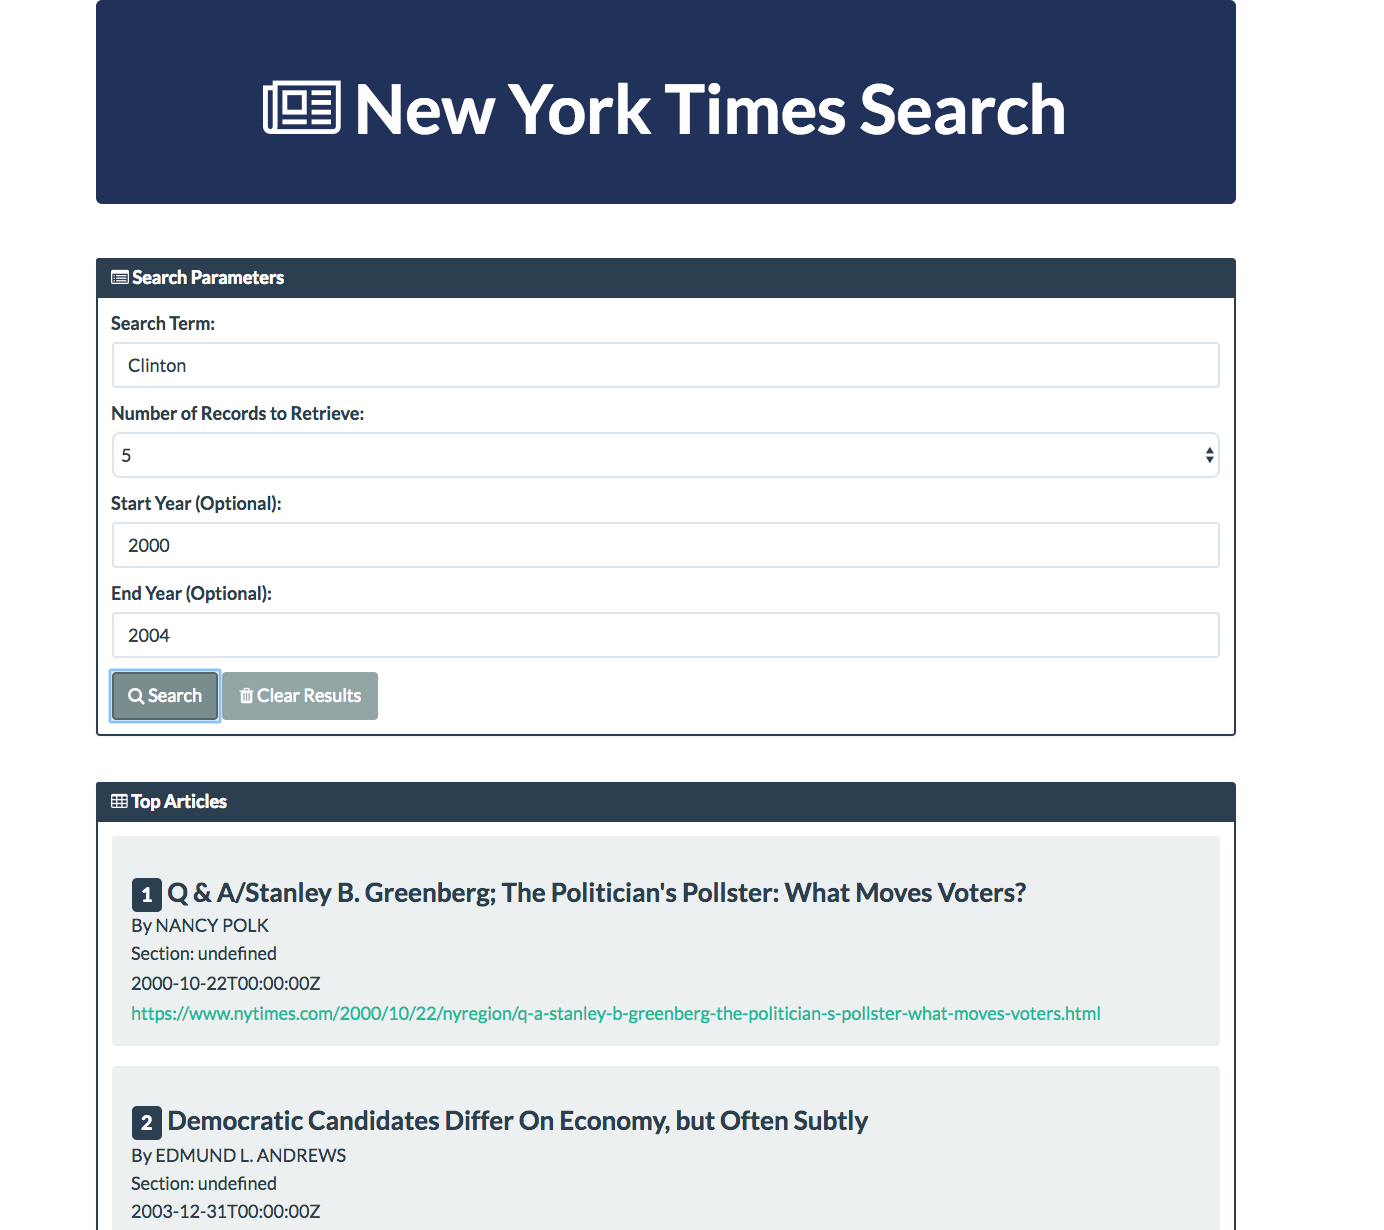 New York Times Search
Search Parameters
Search Term:
Clinton
Number of Records to Retrieve:
5
Start Year (Optional):
2000
End Year (Optional):
2004
Search Clear Results
Top Articles
1 Q & A/Stanley B. Greenberg; The Politician's Pollster: What Moves Voters?
By NANCY POLK
Section: undefined
2000-10-22T00:00:00Z
https://www.nytimes.com/2000/10/22/nyregion/q-a-stanley-b-greenberg-the-politician-s-pollster-what-moves-voters.html
2 Democratic Candidates Differ On Economy, but Often Subtly
By EDMUND L. ANDREWS
Section: undefined
2003-12-31T00:00:00Z